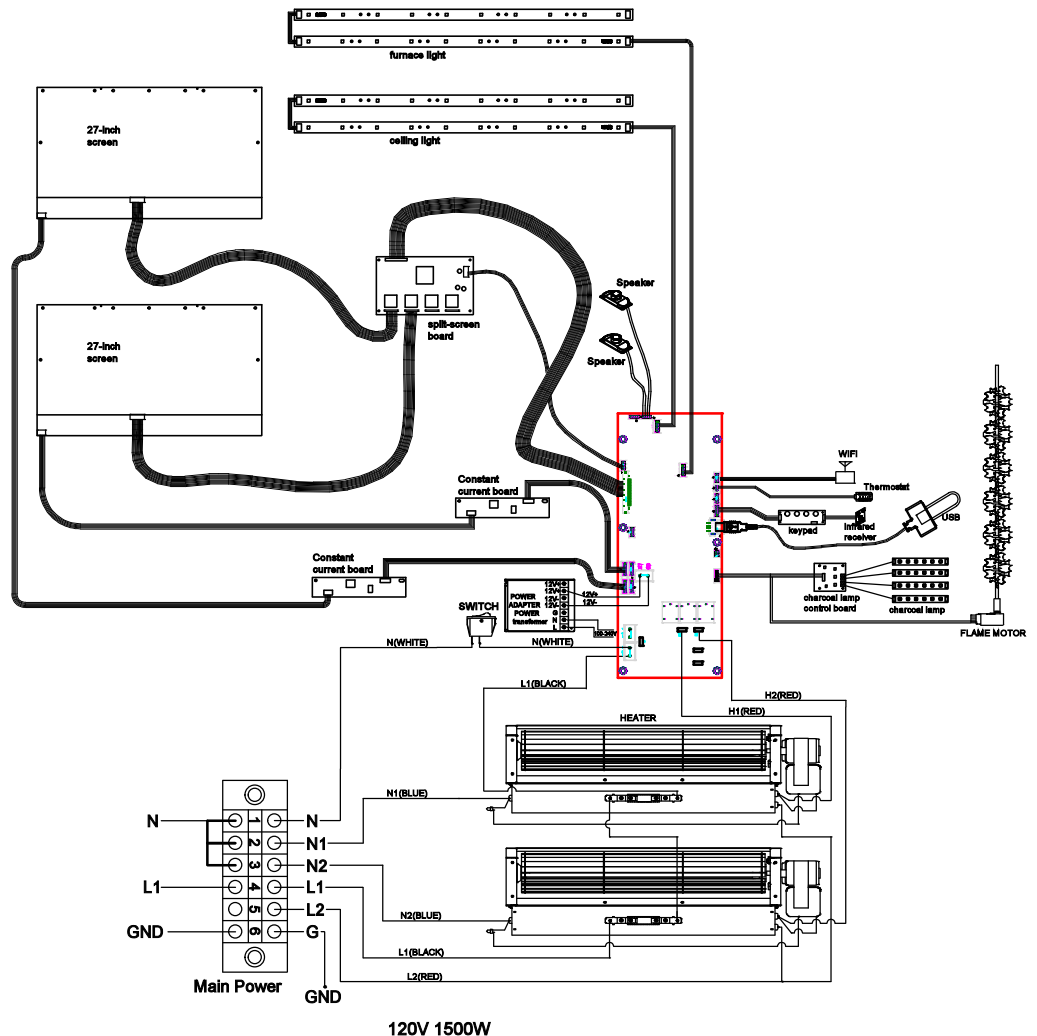 furnace light
ceiling light
27-inch
screen
27-inch
screen
split-screen
board
Speaker
Speaker
WIFI
Thermostat
USB
keypad
Infrared
receiver
Constant
current board
Constant
current board
charcoal lamp
control board
charcoal lamp
FLAME MOTOR
POWER
ADAPTER
POWER
transformer
12V+
12V+
12V-
12V-
G
N
L
12V+
12V-
100-240V
SWITCH
N(WHITE)
N(WHITE)
L1(BLACK)
H2(RED)
H1(RED)
HEATER
N1(BLUE)
N2(BLUE)
L1(BLACK)
L2(RED)
N
1
N
2
N1
3
N2
L1
4
L1
5
L2
GND
6
G
Main Power
GND
120V 1500W